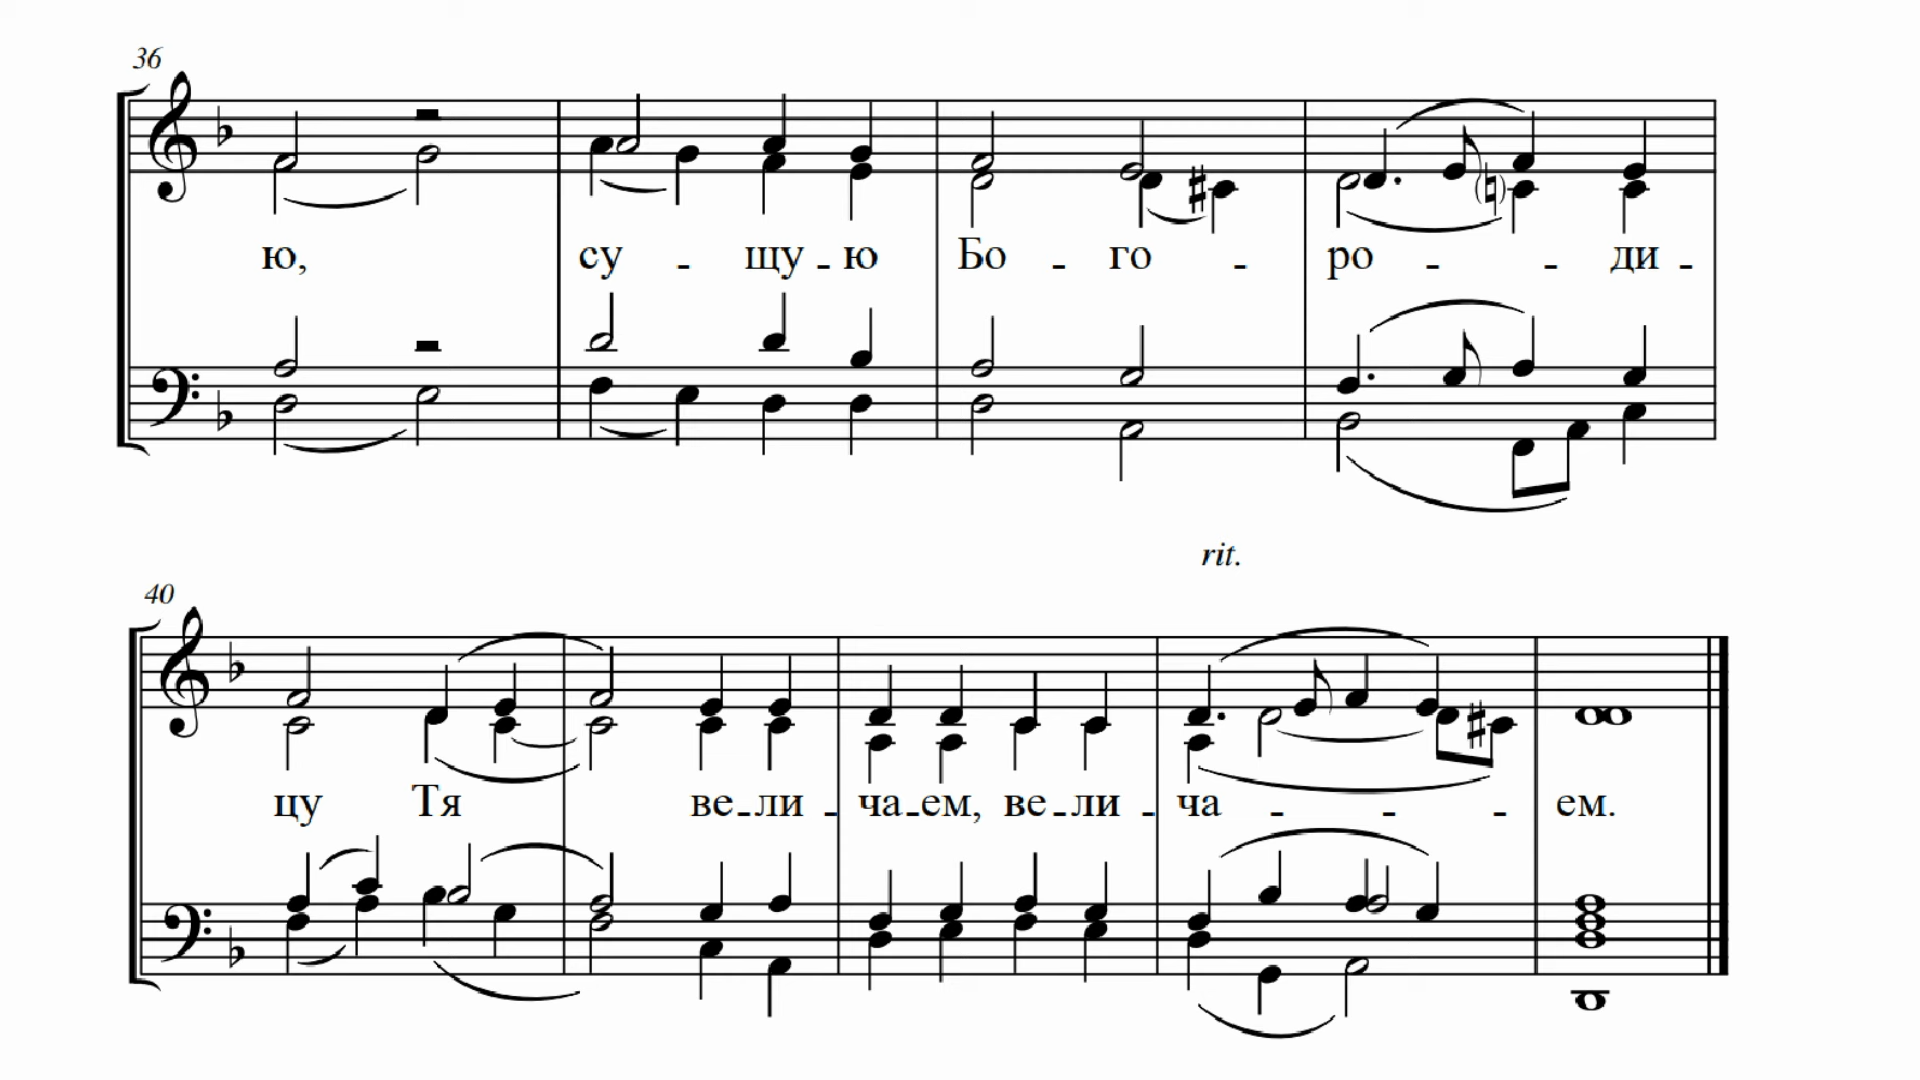 36
ю, су - щу - ю Бо - го - ро - - ди -
rit.
40
цу Тя ве - ли - ча - ем, ве - ли - ча - - - ем.